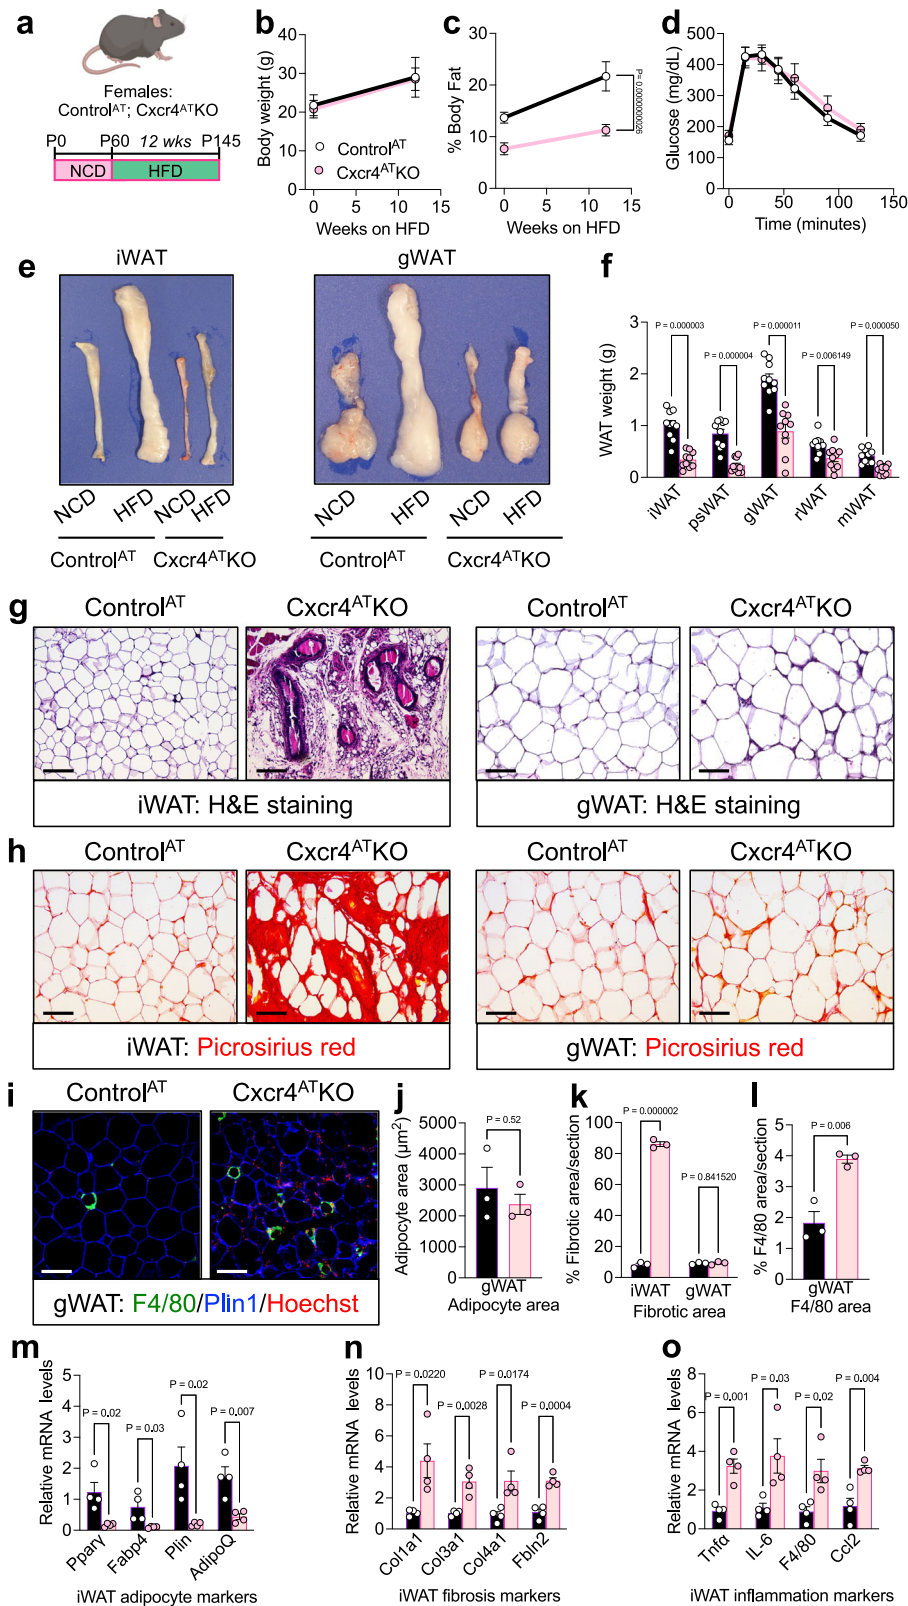 a
Females:
Control^AT; Cxcr4^ATKO
P0 P60 12 wks P145
NCD HFD
b
Body weight (g)
40
30
20
10
0
0 5 10 15
Weeks on HFD
Control^AT
Cxcr4^ATKO
c
% Body Fat
30
20
10
0
0 5 10 15
Weeks on HFD
d
Glucose (mg/dL)
500
400
300
200
100
0 50 100 150
Time (minutes)
e
iWAT gWAT
NCD HFD NCD HFD
Control^AT Cxcr4^ATKO
NCD HFD NCD HFD
Control^AT Cxcr4^ATKO
f
WAT weight (g)
3
2
1
0
P = 0.000003
P = 0.000004
P = 0.000011
P = 0.006149
P = 0.000050
iWAT psWAT gWAT rWAT mWAT
g
Control^AT Cxcr4^ATKO Control^AT Cxcr4^ATKO
iWAT: H&E staining gWAT: H&E staining
h
Control^AT Cxcr4^ATKO Control^AT Cxcr4^ATKO
iWAT: Picrosirius red gWAT: Picrosirius red
i
Control^AT Cxcr4^ATKO
gWAT: F4/80/Plin1/Hoechst
j
Adipocyte area (µm²)
5000
4000
3000
2000
1000
0
P = 0.52
gWAT
Adipocyte area
k
% Fibrotic area/section
100
80
60
40
20
0
P = 0.000002
P = 0.841520
iWAT gWAT
Fibrotic area
l
% F4/80 area/section
6
4
2
0
P = 0.006
gWAT
F4/80 area
m
Relative mRNA levels
5
4
3
2
1
0
P = 0.02
P = 0.03
P = 0.02
P = 0.007
Pparγ Fabp4 Plin AdipoQ
iWAT adipocyte markers
n
Relative mRNA levels
10
8
6
4
2
0
P = 0.0220
P = 0.0028
P = 0.0174
P = 0.0004
Col1a1 Col3a1 Col4a1 Fbln2
iWAT fibrosis markers
o
Relative mRNA levels
8
6
4
2
0
P = 0.001
P = 0.03
P = 0.02
P = 0.004
Tnfα IL-6 F4/80 Ccl2
iWAT inflammation markers